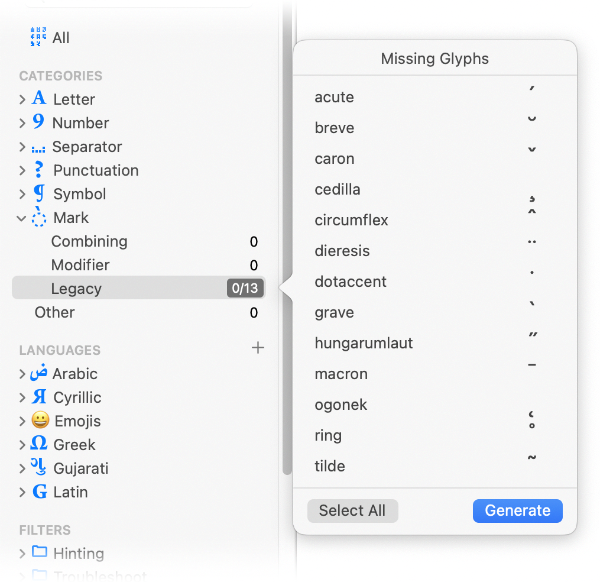 All
CATEGORIES
Letter
Number
Separator
Punctuation
Symbol
Mark
Combining 0
Modifier 0
Legacy 0/13
Other 0
LANGUAGES +
Arabic
Cyrillic
Emojis
Greek
Gujarati
Latin
FILTERS
Hinting
Troubleshoot
Missing Glyphs
acute ´
breve ˘
caron ˇ
cedilla ¸
circumflex ˆ
dieresis ¨
dotaccent ˙
grave `
hungarumlaut ˝
macron ¯
ogonek ˛
ring ˚
tilde ˜
Select All
Generate